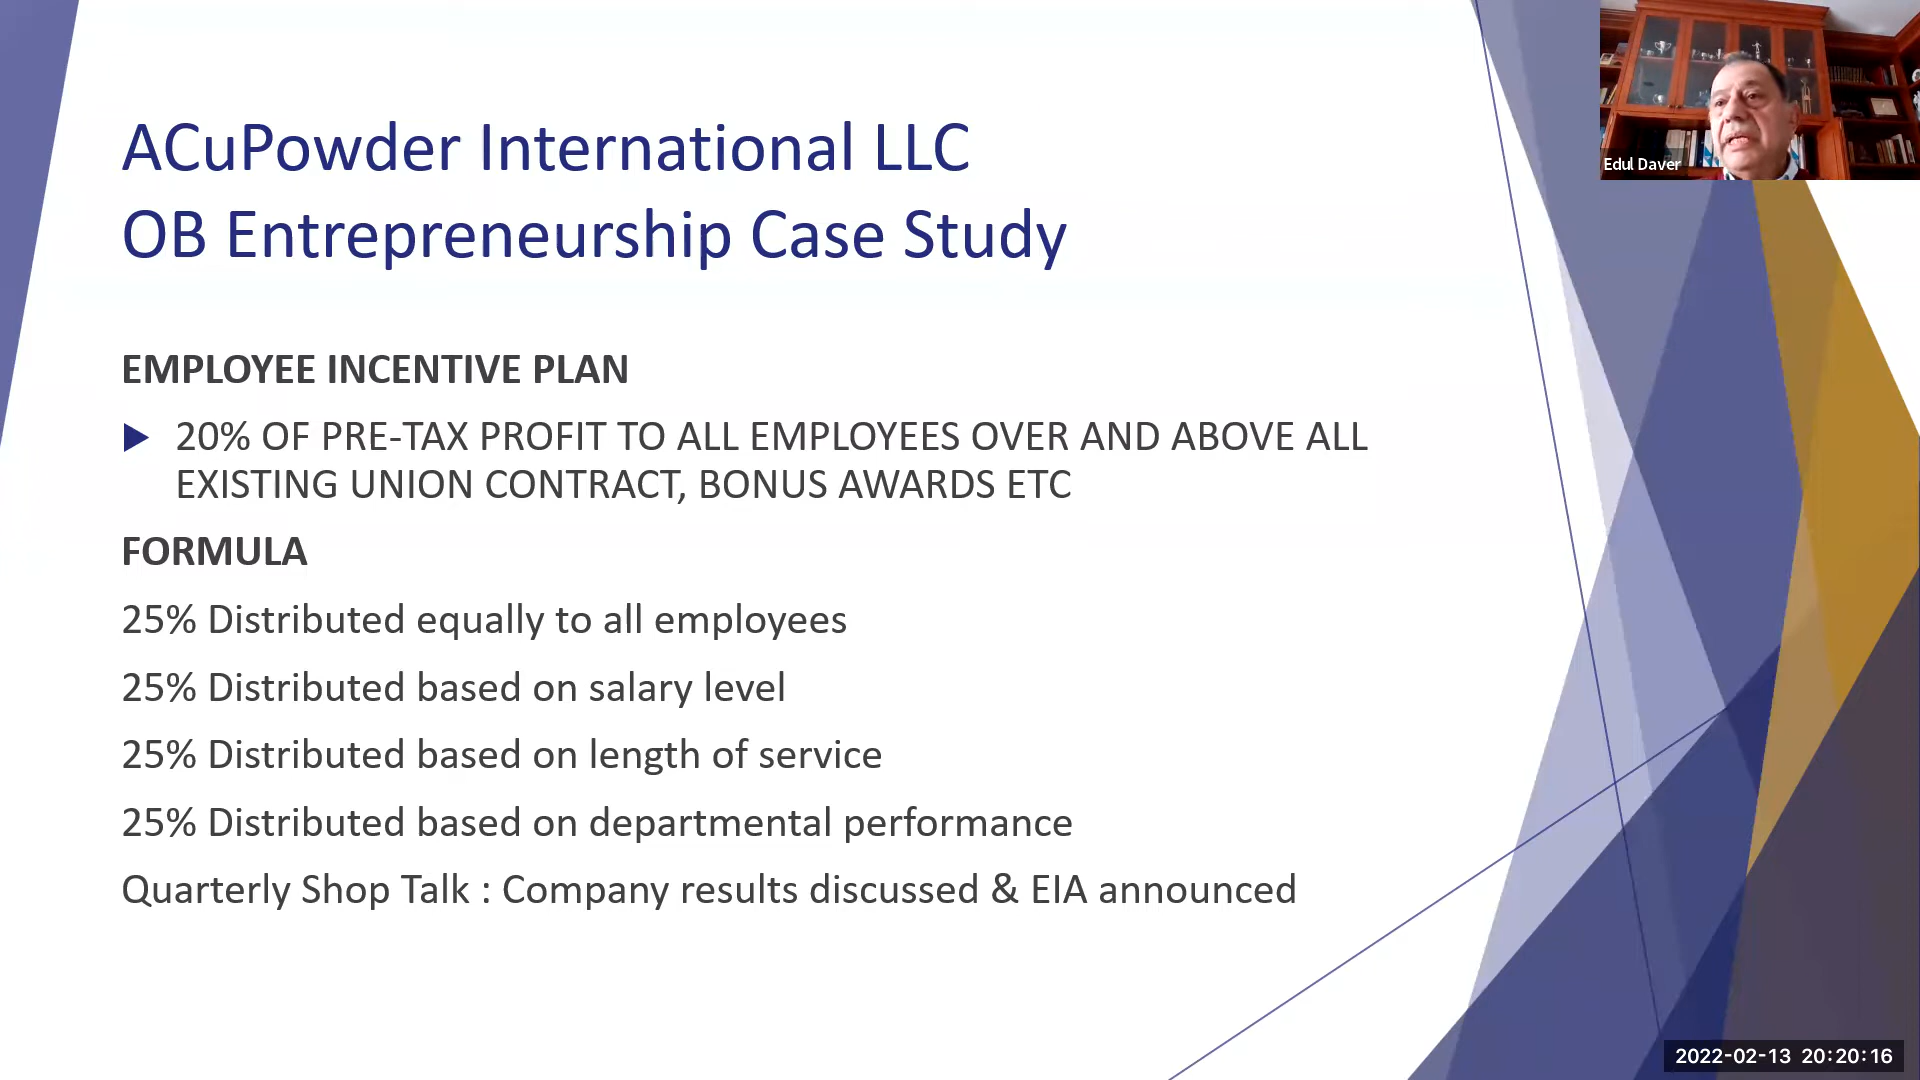 ACuPowder International LLC
OB Entrepreneurship Case Study
EMPLOYEE INCENTIVE PLAN
20% OF PRE-TAX PROFIT TO ALL EMPLOYEES OVER AND ABOVE ALL
EXISTING UNION CONTRACT, BONUS AWARDS ETC
FORMULA
25% Distributed equally to all employees
25% Distributed based on salary level
25% Distributed based on length of service
25% Distributed based on departmental performance
Quarterly Shop Talk : Company results discussed & EIA announced
Edul Daver
2022-02-13 20:20:16